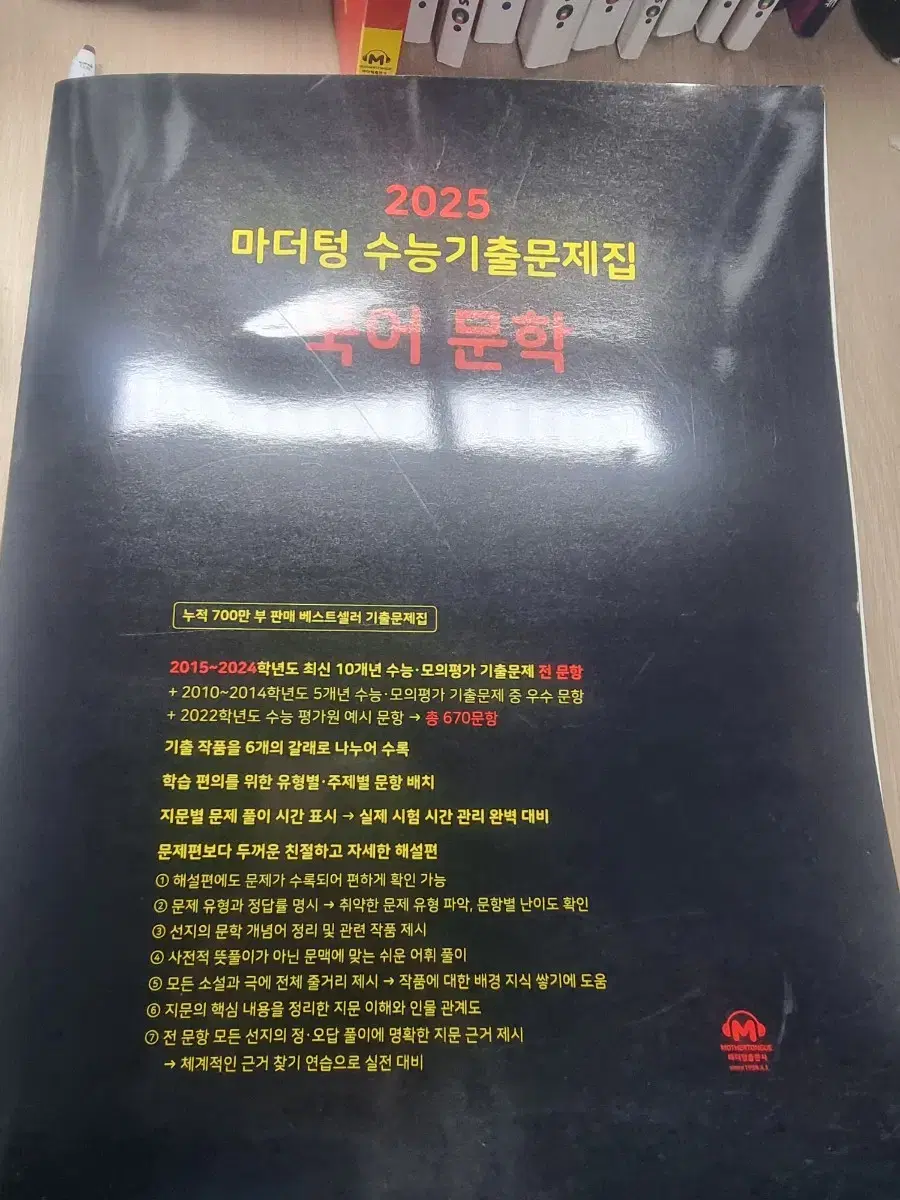 2025
마더텅 수능기출문제집
국어 문학
누적 700만 부 판매 베스트셀러 기출문제집
2015~2024학년도 최신 10개년 수능·모의평가 기출문제 전 문항
+ 2010~2014학년도 5개년 수능·모의평가 기출문제 중 우수 문항
+ 2022학년도 수능 평가원 예시 문항 → 총 670문항
기출 작품을 6개의 갈래로 나누어 수록
학습 편의를 위한 유형별·주제별 문항 배치
지문별 문제 풀이 시간 표시 → 실제 시험 시간 관리 완벽 대비
문제편보다 두꺼운 친절하고 자세한 해설편
① 해설편에도 문제가 수록되어 편하게 확인 가능
② 문제 유형과 정답률 명시 → 취약한 문제 유형 파악, 문항별 난이도 확인
③ 선지의 문학 개념어 정리 및 관련 작품 제시
④ 사전적 뜻풀이가 아닌 문맥에 맞는 쉬운 어휘 풀이
⑤ 모든 소설과 극에 전체 줄거리 제시 → 작품에 대한 배경 지식 쌓기에 도움
⑥ 지문의 핵심 내용을 정리한 지문 이해와 인물 관계도
⑦ 전 문항 모든 선지의 정·오답 풀이에 명확한 지문 근거 제시
→ 체계적인 근거 찾기 연습으로 실전 대비
MOTHERTONGUE
마더텅출판사